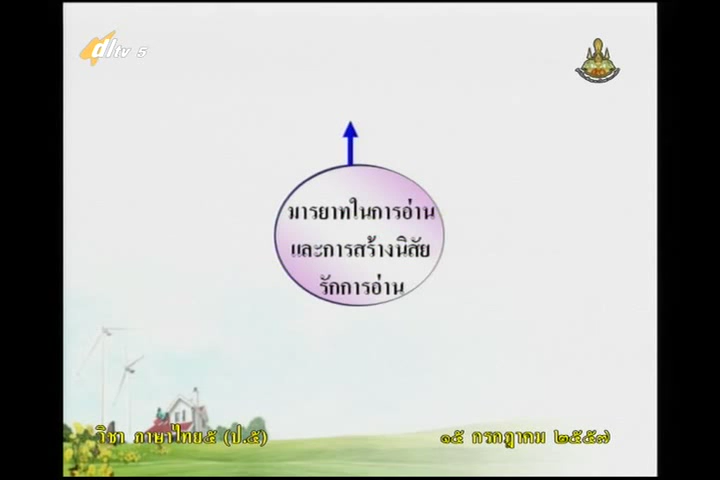 dltv 5
มารยาทในการอ่าน
และการสร้างนิสัย
รักการอ่าน
วิชา ภาษาไทย๕ (ป.๕)
๑๕ กรกฎาคม ๒๕๕๗